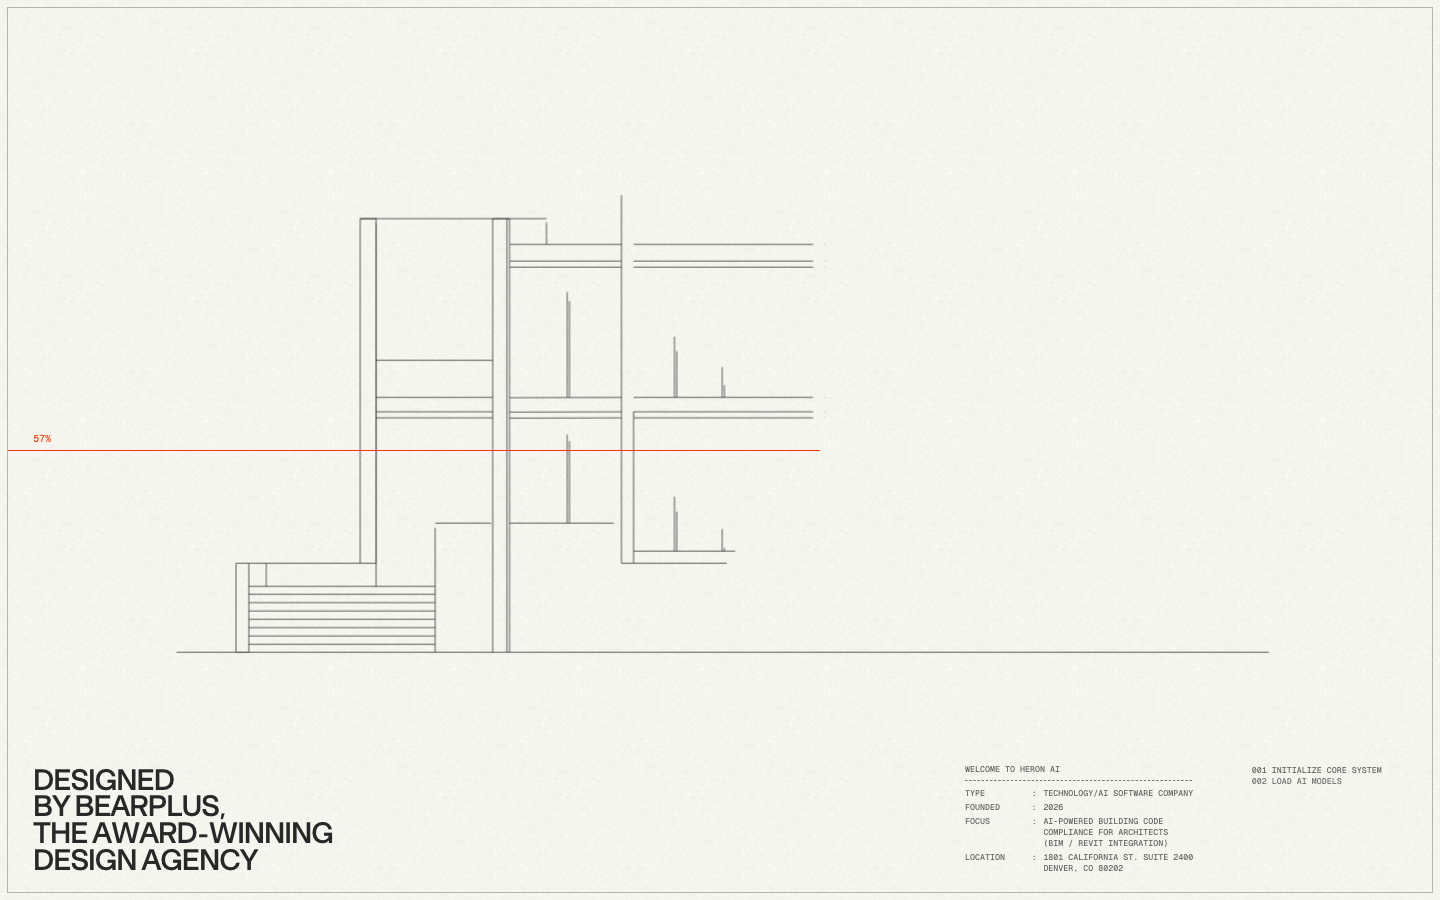 57%
DESIGNED
BY BEARPLUS,
THE AWARD-WINNING
DESIGN AGENCY
WELCOME TO HERON AI
TYPE : TECHNOLOGY/AI SOFTWARE COMPANY
FOUNDED : 2026
FOCUS : AI-POWERED BUILDING CODE
COMPLIANCE FOR ARCHITECTS
(BIM / REVIT INTEGRATION)
LOCATION : 1801 CALIFORNIA ST. SUITE 2400
DENVER, CO 80202
001 INITIALIZE CORE SYSTEM
002 LOAD AI MODELS